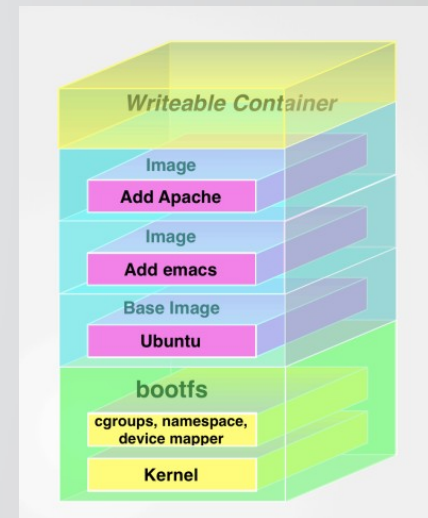 Writeable Container
Image
Add Apache
Image
Add emacs
Base Image
Ubuntu
bootfs
cgroups, namespace,
device mapper
Kernel